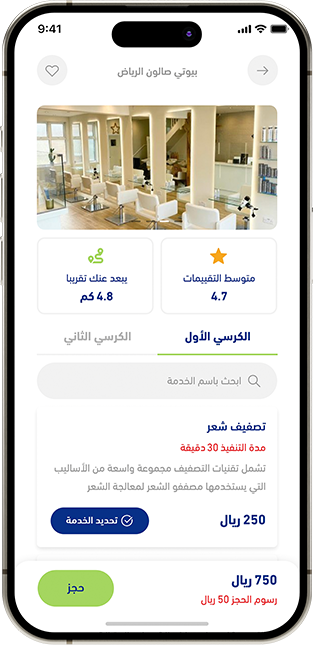 9:41
بيوتي صالون الرياض
متوسط التقييمات
4.7
يبعد عنك تقريبا
4.8 كم
الكرسي الأول
الكرسي الثاني
ابحث باسم الخدمة
تصفيف شعر
مدة التنفيذ 30 دقيقة
تشمل تقنيات التصفيف مجموعة واسعة من الأساليب
التي يستخدمها مصففو الشعر لمعالجة الشعر
250 ريال
تحديد الخدمة
750 ريال
رسوم الحجز 50 ريال
حجز